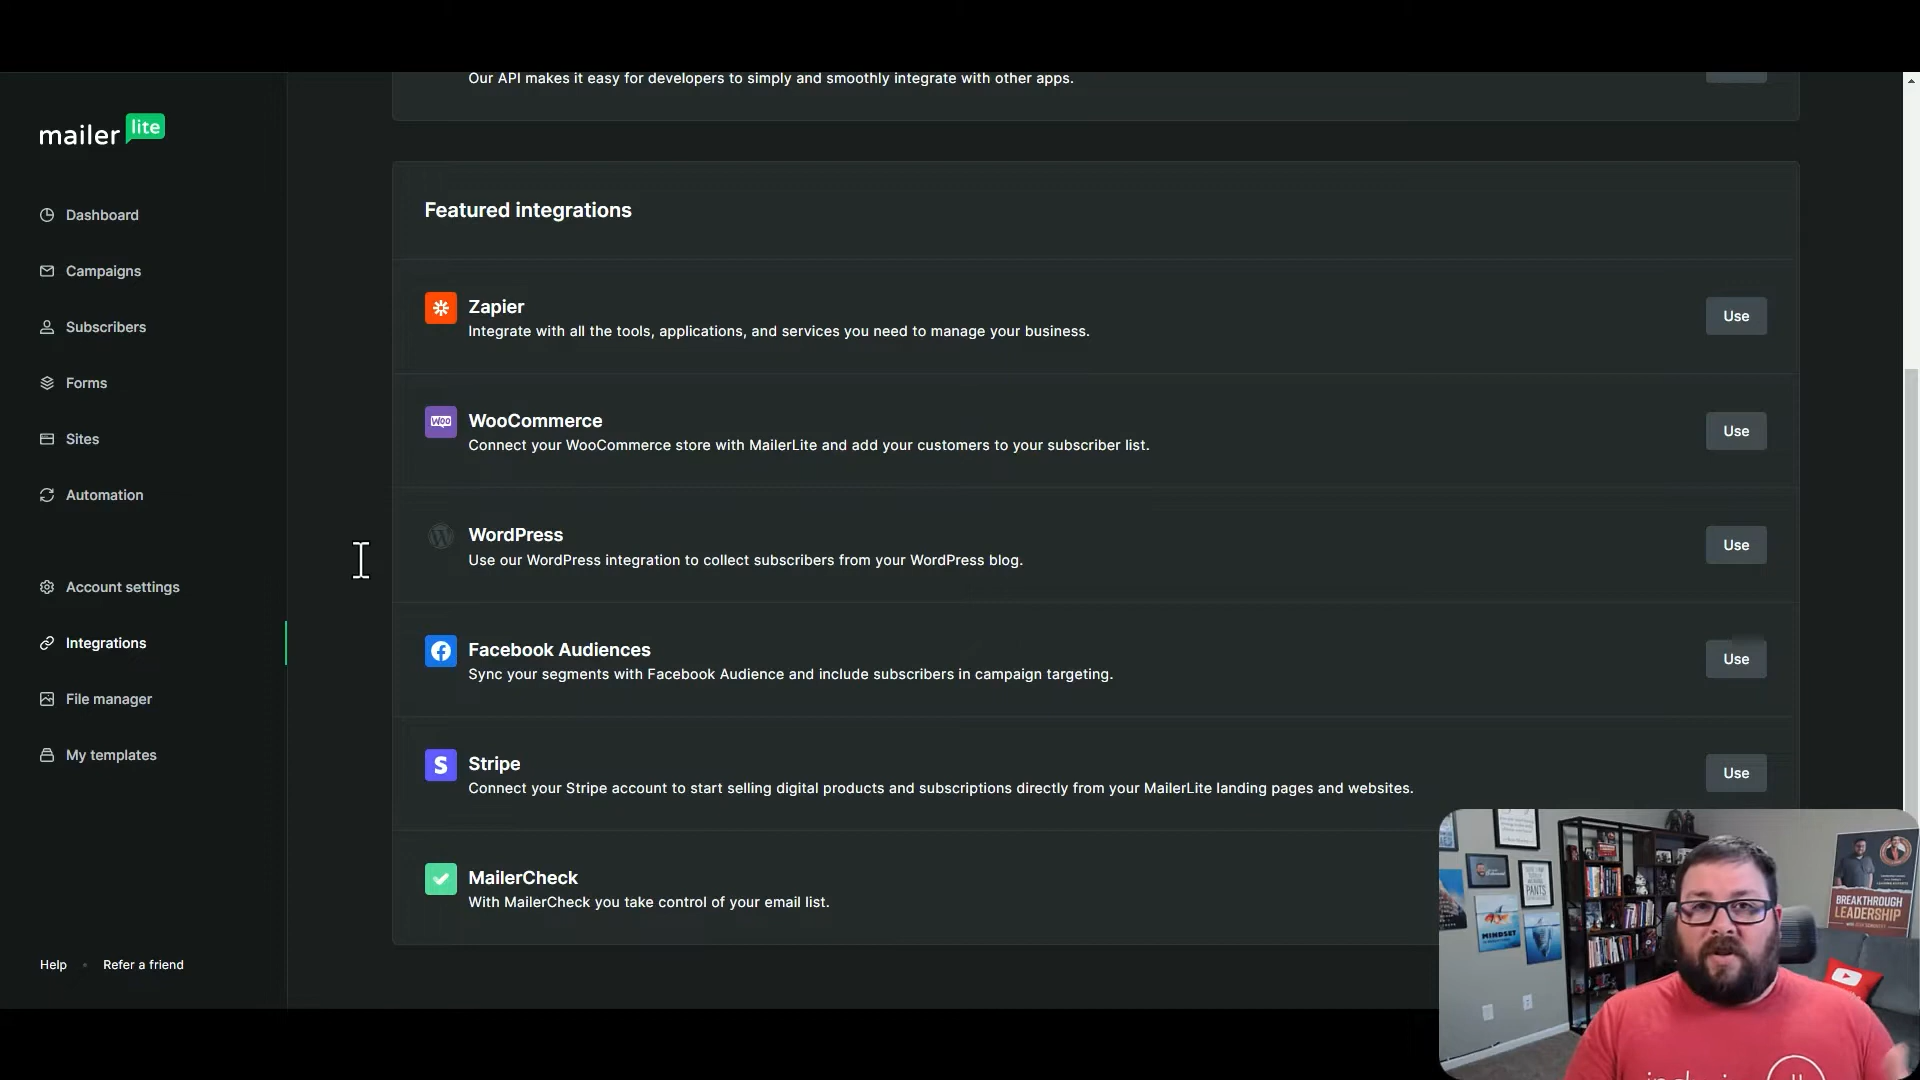 Our API makes it easy for developers to simply and smoothly integrate with other apps.
mailer lite
Dashboard
Campaigns
Subscribers
Forms
Sites
Automation
Account settings
Integrations
File manager
My templates
Help
Refer a friend
Featured integrations
Zapier
Integrate with all the tools, applications, and services you need to manage your business.
Use
WOO
WooCommerce
Connect your WooCommerce store with MailerLite and add your customers to your subscriber list.
Use
WordPress
Use our WordPress integration to collect subscribers from your WordPress blog.
Use
Facebook Audiences
Sync your segments with Facebook Audience and include subscribers in campaign targeting.
Use
S
Stripe
Connect your Stripe account to start selling digital products and subscriptions directly from your MailerLite landing pages and websites.
Use
MailerCheck
With MailerCheck you take control of your email list.
PANTS
MINDSET
BREAKTHROUGH
LEADERSHIP